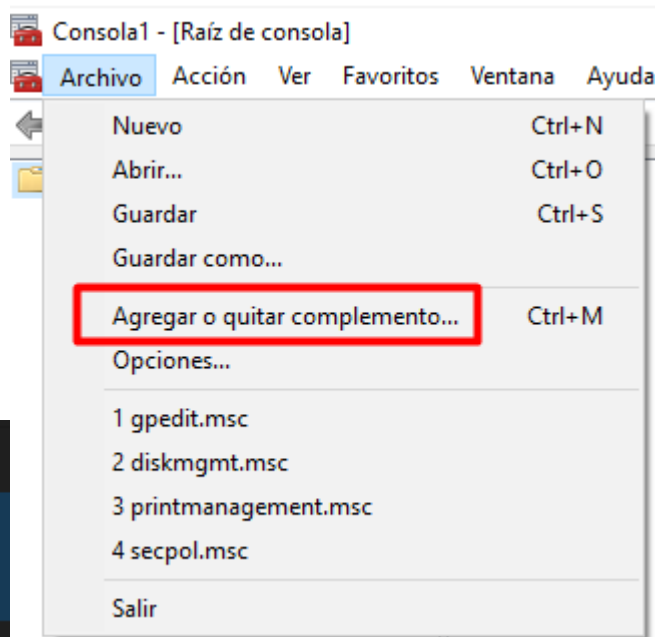 Consola1 - [Raíz de consola]
Archivo Acción Ver Favoritos Ventana Ayuda
Nuevo Ctrl+N
Abrir... Ctrl+O
Guardar Ctrl+S
Guardar como...
Agregar o quitar complemento... Ctrl+M
Opciones...
1 gpedit.msc
2 diskmgmt.msc
3 printmanagement.msc
4 secpol.msc
Salir